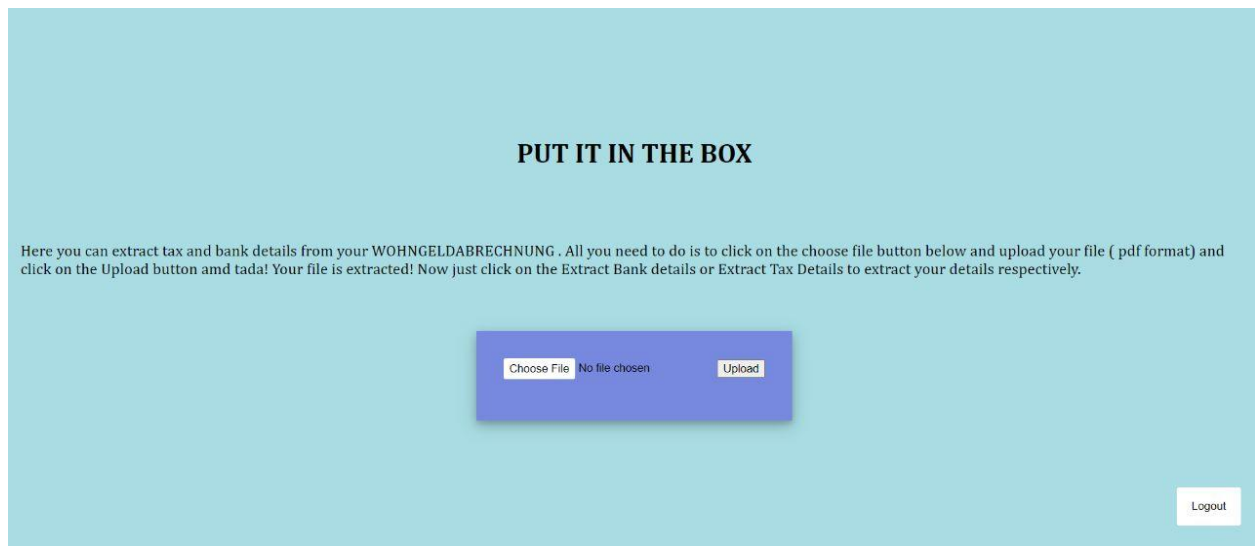 PUT IT IN THE BOX
Here you can extract tax and bank details from your WOHNGELDABRECHNUNG . All you need to do is to click on the choose file button below and upload your file ( pdf format) and
click on the Upload button amd tada! Your file is extracted! Now just click on the Extract Bank details or Extract Tax Details to extract your details respectively.
Choose File No file chosen Upload
Logout